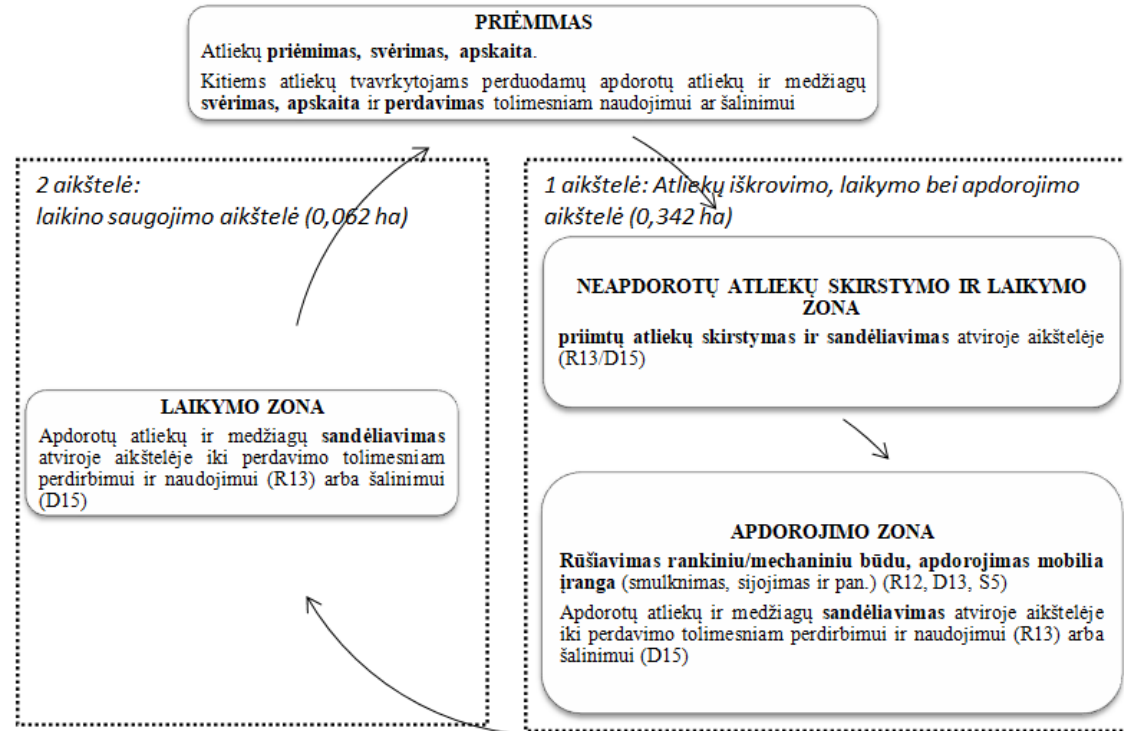 PRIĖMIMAS
Atliekų priėmimas, svėrimas, apskaita.
Kitiems atliekų tvavrkytojams perduodamų apdorotų atliekų ir medžiagų
svėrimas, apskaita ir perdavimas tolimesniam naudojimui ar šalinimui
2 aikštelė:
laikino saugojimo aikštelė (0,062 ha)
LAIKYMO ZONA
Apdorotų atliekų ir medžiagų sandėliavimas
atviroje aikštelėje iki perdavimo tolimesniam
perdirbimui ir naudojimui (R13) arba šalinimui
(D15)
1 aikštelė: Atliekų iškrovimo, laikymo bei apdorojimo
aikštelė (0,342 ha)
NEAPDOROTŲ ATLIEKŲ SKIRSTYMO IR LAIKYMO
ZONA
priimtų atliekų skirstymas ir sandėliavimas atviroje aikštelėje
(R13/D15)
APDOROJIMO ZONA
Rūšiavimas rankiniu/mechaniniu būdu, apdorojimas mobilia
įranga (smulknimas, sijojimas ir pan.) (R12, D13, S5)
Apdorotų atliekų ir medžiagų sandėliavimas atviroje aikštelėje
iki perdavimo tolimesniam perdirbimui ir naudojimui (R13) arba
šalinimui (D15)